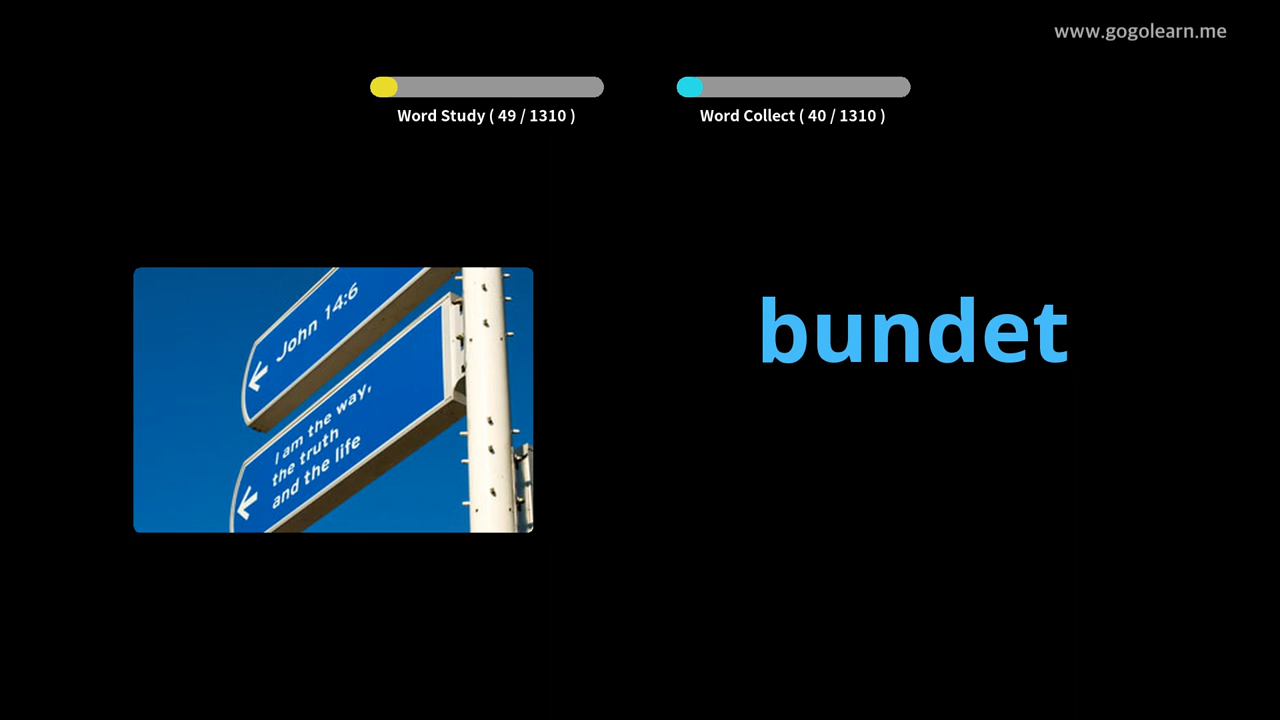 www.gogolearn.me
Word Study ( 49 / 1310 )
Word Collect ( 40 / 1310 )
John 14:6
I am the way,
the truth
and the life
bundet